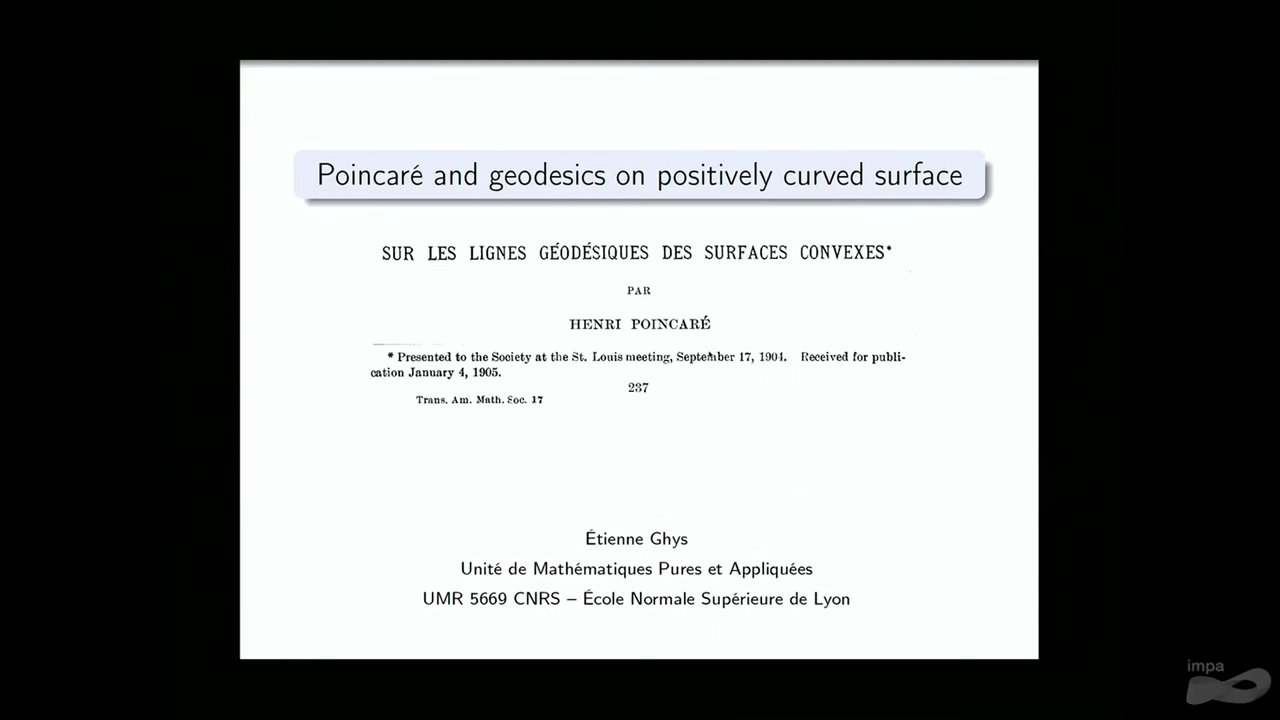 Poincaré and geodesics on positively curved surface
SUR LES LIGNES GÉODÉSIQUES DES SURFACES CONVEXES*
PAR
HENRI POINCARÉ
* Presented to the Society at the St. Louis meeting, September 17, 1904. Received for publi-
cation January 4, 1905.
237
Trans. Am. Math. Soc. 17
Étienne Ghys
Unité de Mathématiques Pures et Appliquées
UMR 5669 CNRS – École Normale Supérieure de Lyon
impa